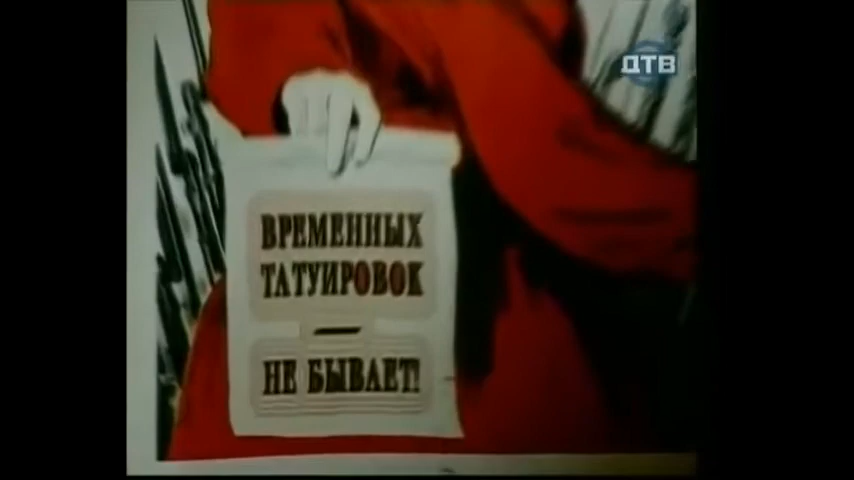 ДТВ
ВРЕМЕННЫХ
ТАТУИРОВОК
—
НЕ БЫВАЕТ!